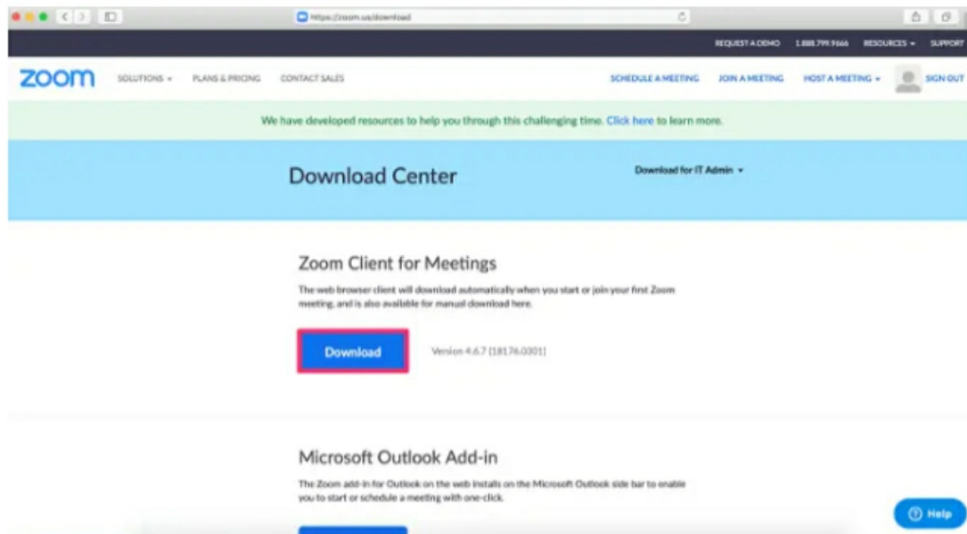 https://zoom.us/download
REQUEST A DEMO 1.888.799.9666 RESOURCES SUPPORT
zoom SOLUTIONS PLANS & PRICING CONTACT SALES SCHEDULE A MEETING JOIN A MEETING HOST A MEETING SIGN OUT
We have developed resources to help you through this challenging time. Click here to learn more.
Download Center
Download for IT Admin
Zoom Client for Meetings
The web browser client will download automatically when you start or join your first Zoom
meeting, and is also available for manual download here.
Download Version 4.6.7 (18176.0301)
Microsoft Outlook Add-in
The Zoom add-in for Outlook on the web installs on the Microsoft Outlook side bar to enable
you to start or schedule a meeting with one-click.
Help